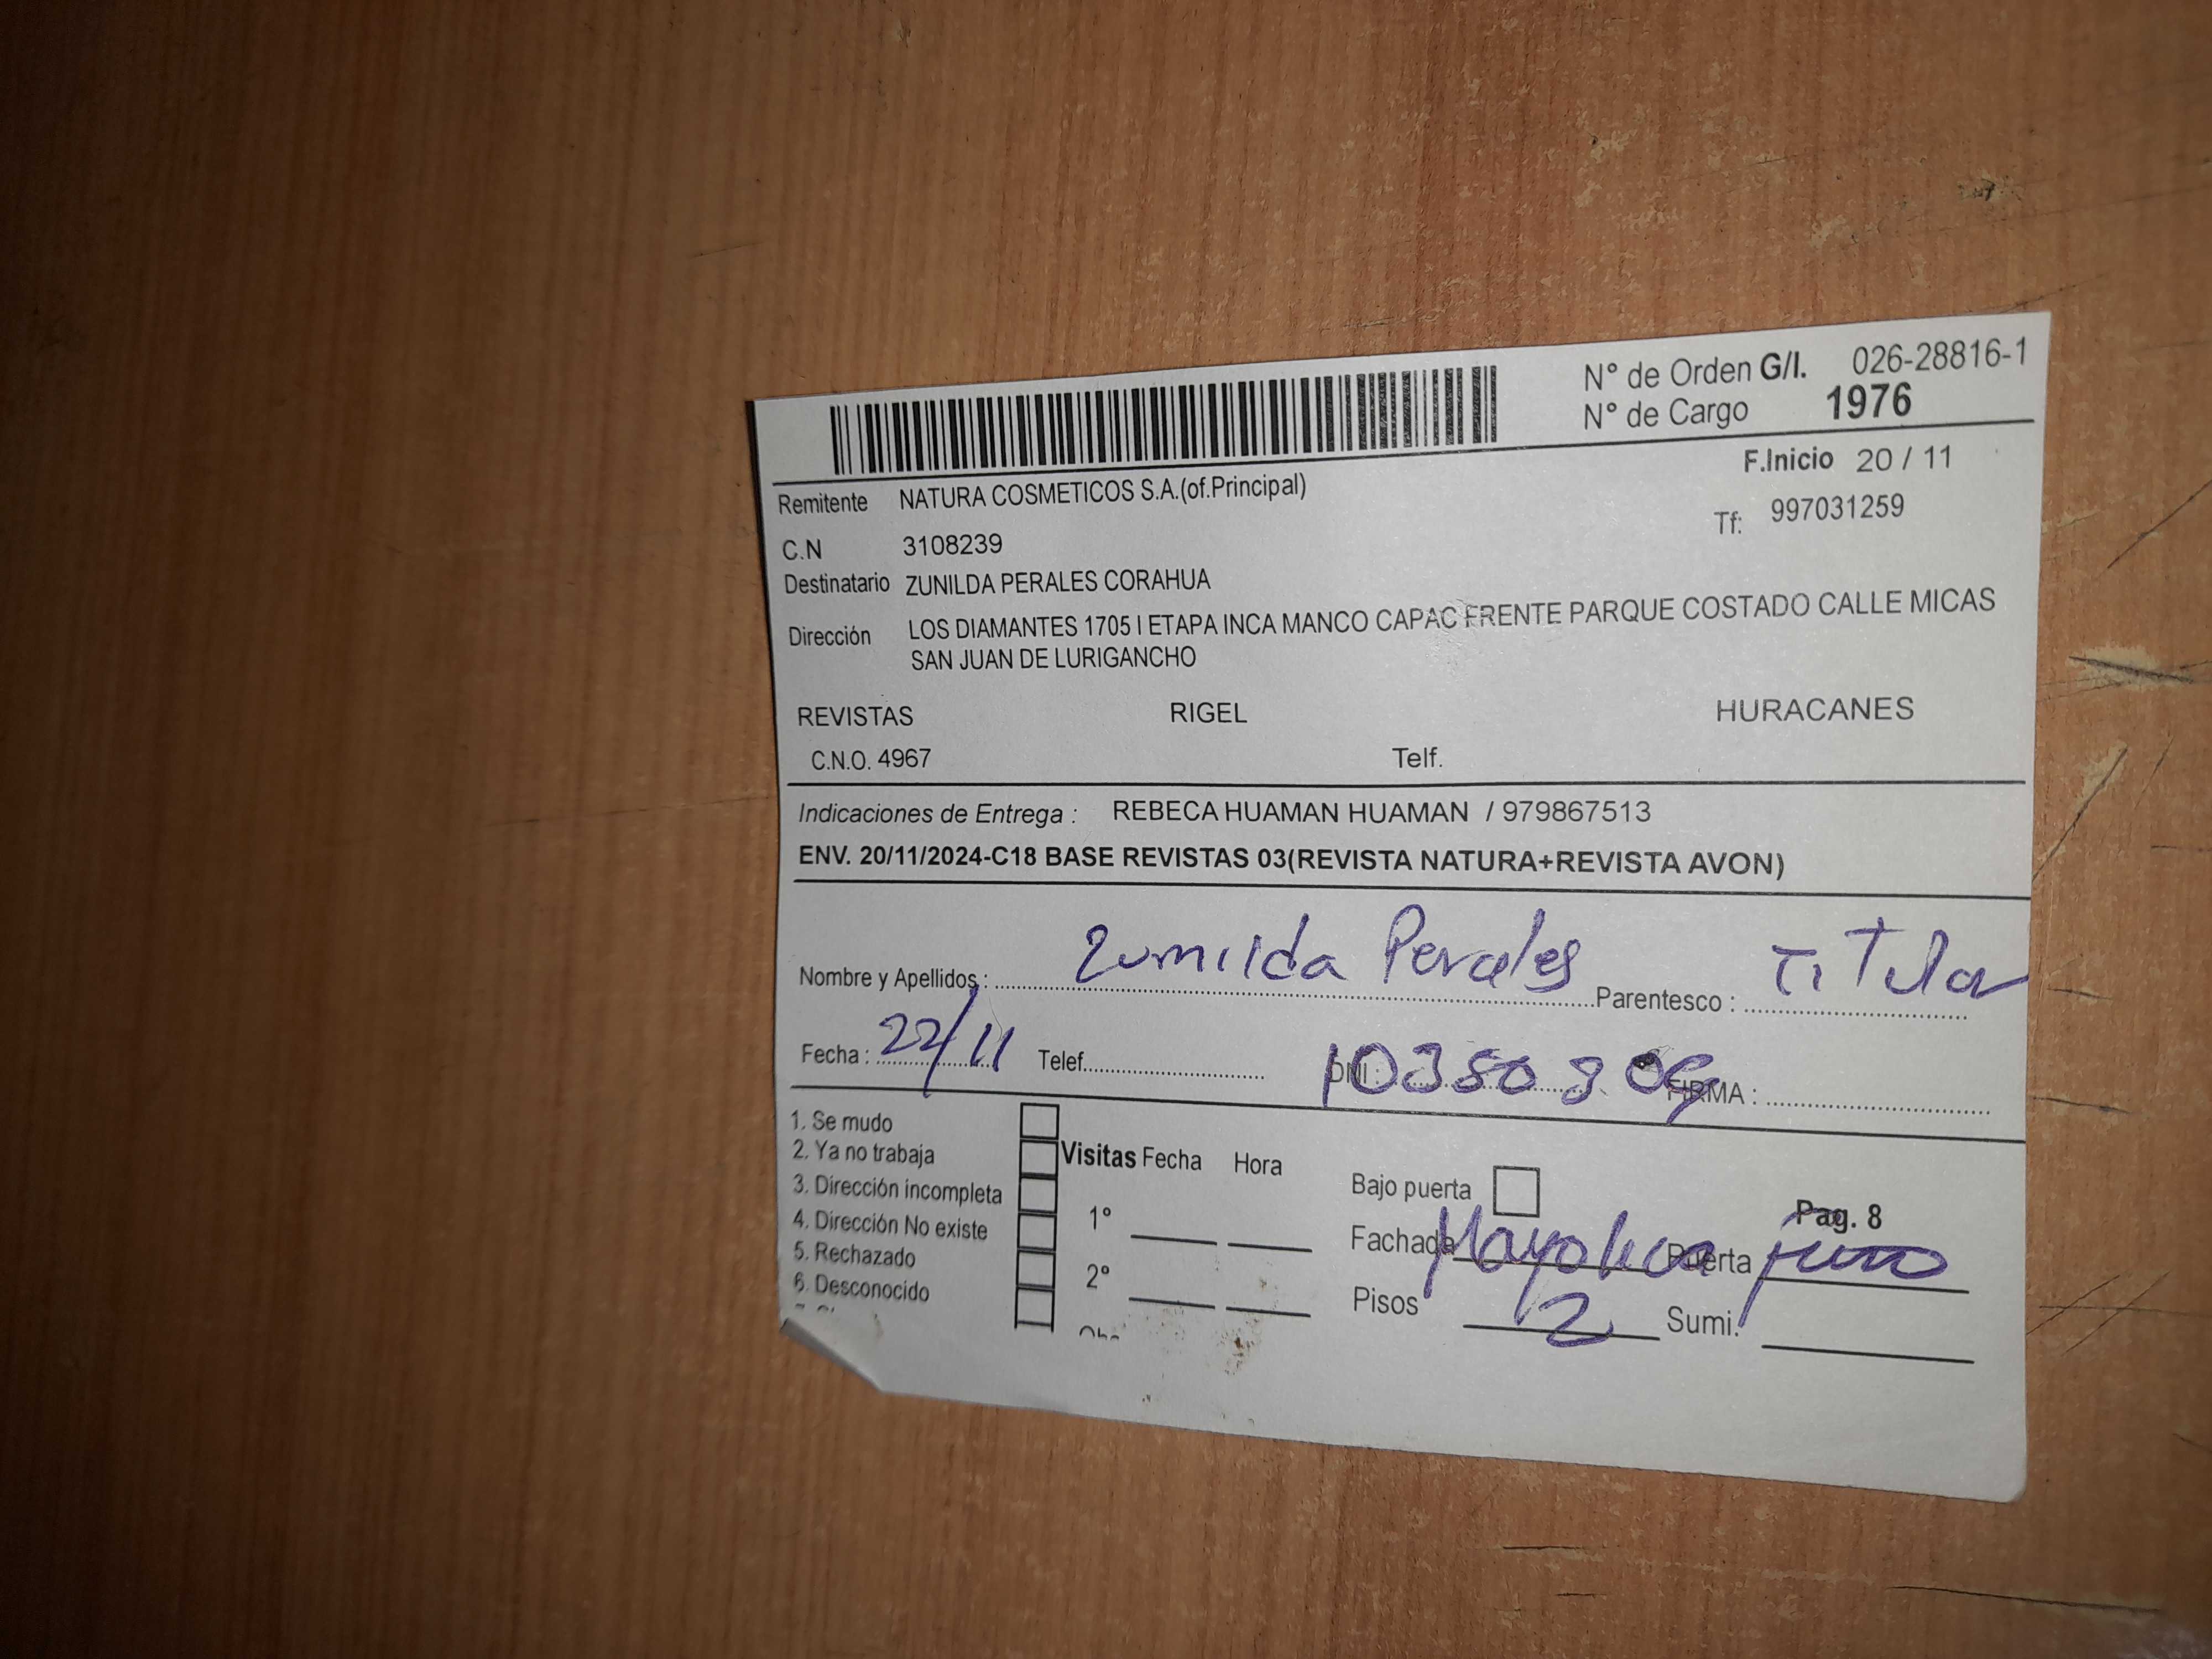 N° de Orden G/I. 026-28816-1
N° de Cargo 1976
F.Inicio 20 / 11
Remitente NATURA COSMETICOS S.A.(of.Principal)
Tf: 997031259
C.N 3108239
Destinatario ZUNILDA PERALES CORAHUA
Dirección LOS DIAMANTES 1705 I ETAPA INCA MANCO CAPAC FRENTE PARQUE COSTADO CALLE MICAS
SAN JUAN DE LURIGANCHO
REVISTAS RIGEL HURACANES
C.N.O. 4967 Telf.
Indicaciones de Entrega : REBECA HUAMAN HUAMAN / 979867513
ENV. 20/11/2024-C18 BASE REVISTAS 03(REVISTA NATURA+REVISTA AVON)
Nombre y Apellidos : Zumilda Perales Parentesco : Titular
Fecha : 22/11 Telef. DNI : FIRMA :
1. Se mudo
2. Ya no trabaja
3. Dirección incompleta
4. Dirección No existe
5. Rechazado
6. Desconocido
Visitas Fecha Hora
1°
2°
Bajo puerta
Pag. 8
Fachada Mayolica Puerta
Pisos 2 Sumi.